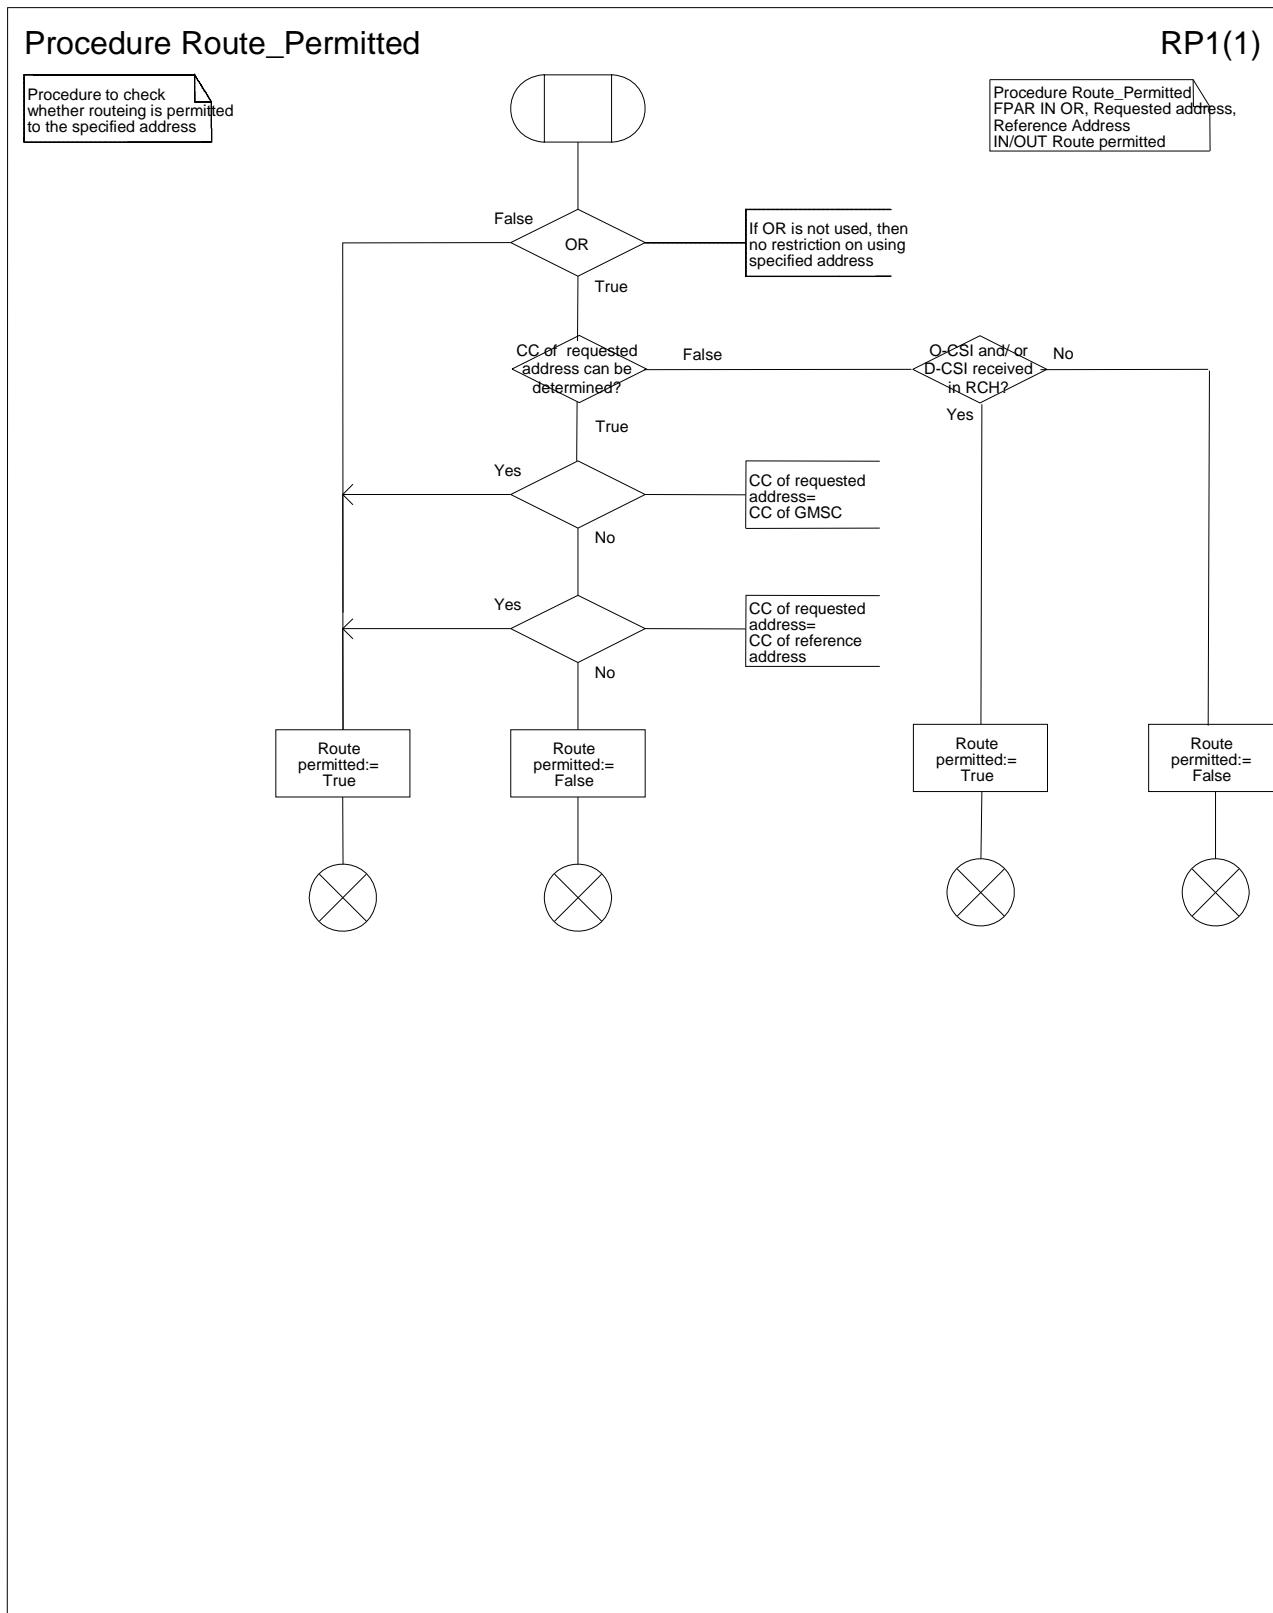 Procedure Route_Permitted
RP1(1)
Procedure to check
whether routeing is permitted
to the specified address
Procedure Route_Permitted
FPAR IN OR, Requested address,
Reference Address
IN/OUT Route permitted
False
OR
If OR is not used, then
no restriction on using
specified address
True
CC of  requested
address can be
determined?
False
O-CSI and/ or
D-CSI received
in RCH?
No
Yes
True
Yes
CC of requested
address=
CC of GMSC
No
Yes
CC of requested
address=
CC of reference
address
No
Route
permitted:=
True
Route
permitted:=
False
Route
permitted:=
True
Route
permitted:=
False